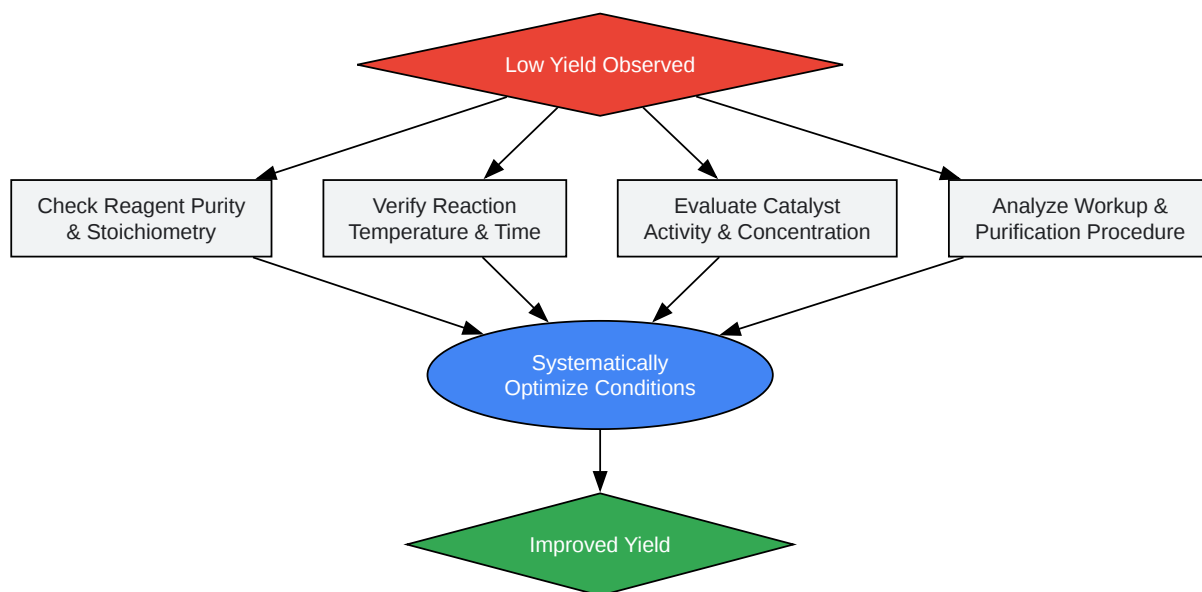 Low Yield Observed
Check Reagent Purity
& Stoichiometry
Verify Reaction
Temperature & Time
Evaluate Catalyst
Activity & Concentration
Analyze Workup &
Purification Procedure
Systematically
Optimize Conditions
Improved Yield